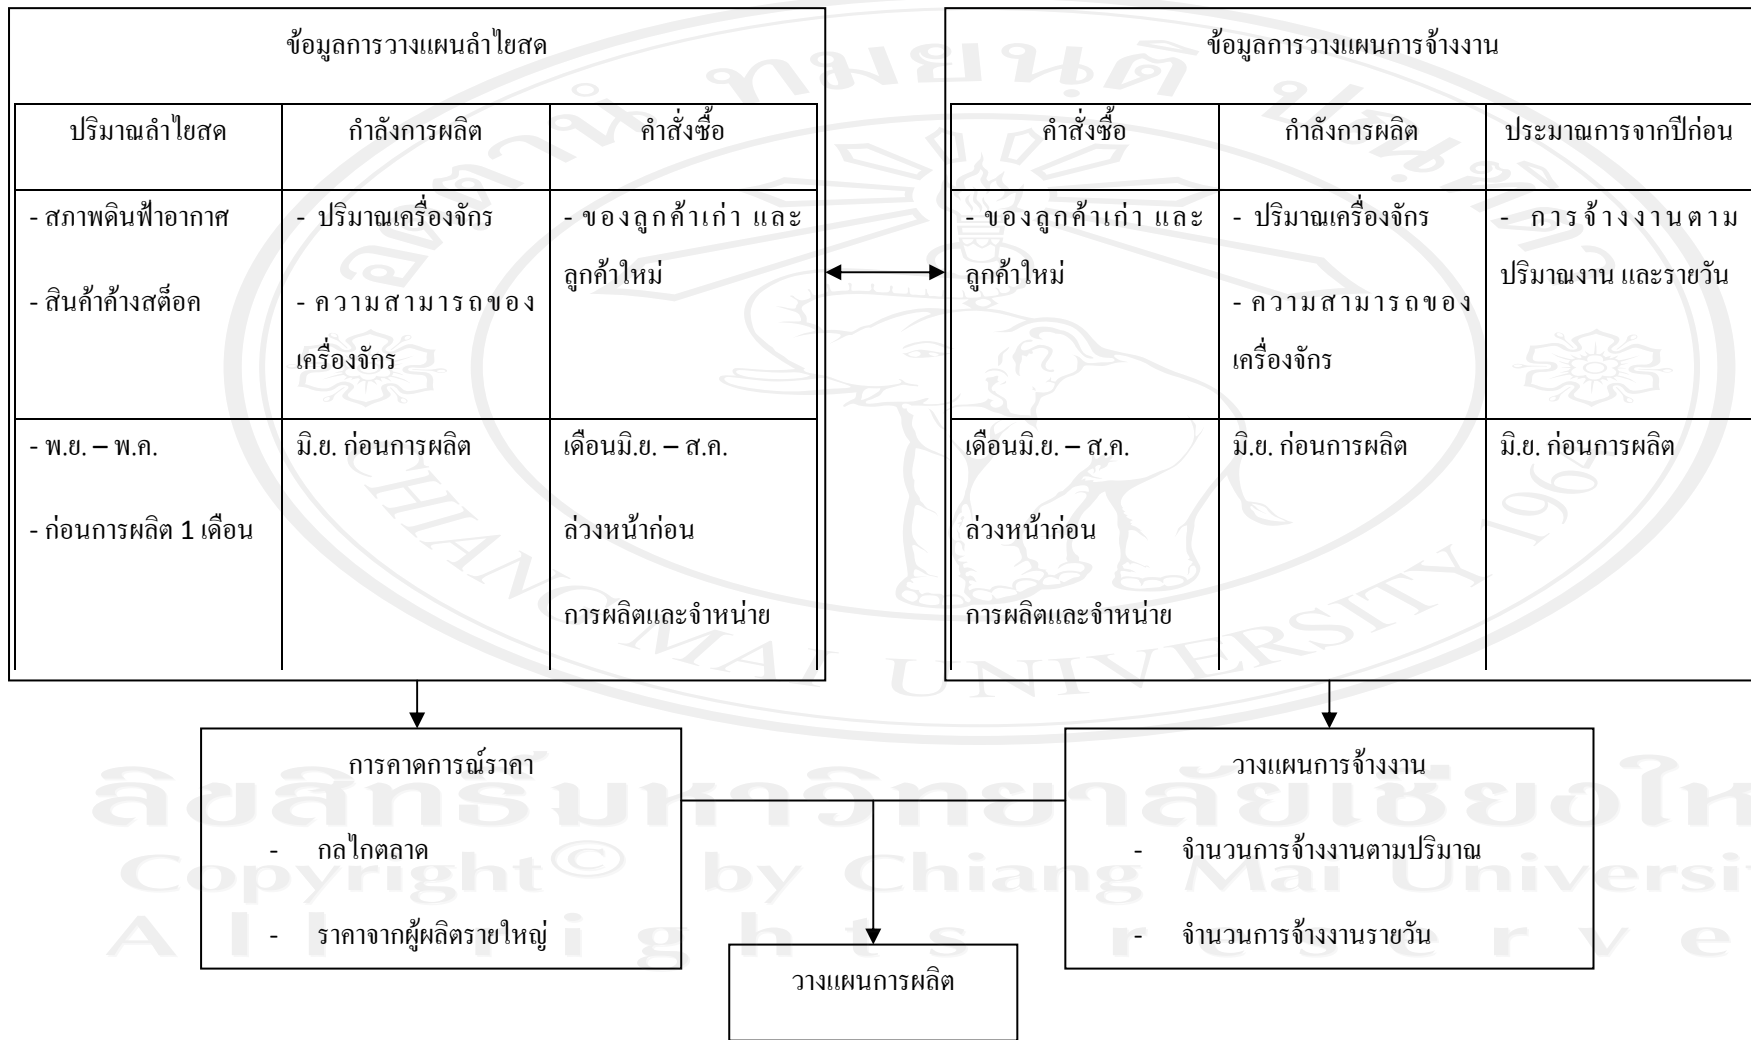 ข้อมูลการวางแผนลำไยสด
ปริมาณลำไยสด
กำลังการผลิต
คำสั่งซื้อ
- สภาพดินฟ้าอากาศ
- สินค้าค้างสต็อค
- ปริมาณเครื่องจักร
- ความสามารถของ
เครื่องจักร
- ของลูกค้าเก่า และ
ลูกค้าใหม่
- พ.ย. – พ.ค.
- ก่อนการผลิต 1 เดือน
มิ.ย. ก่อนการผลิต
เดือนมิ.ย. – ส.ค.
ล่วงหน้าก่อน
การผลิตและจำหน่าย
ข้อมูลการวางแผนการจ้างงาน
คำสั่งซื้อ
กำลังการผลิต
ประมาณการจากปีก่อน
- ของลูกค้าเก่า และ
ลูกค้าใหม่
- ปริมาณเครื่องจักร
- ความสามารถของ
เครื่องจักร
- การจ้างงานตาม
ปริมาณงาน และรายวัน
เดือนมิ.ย. – ส.ค.
ล่วงหน้าก่อน
การผลิตและจำหน่าย
มิ.ย. ก่อนการผลิต
มิ.ย. ก่อนการผลิต
การคาดการณ์ราคา
- กลไกตลาด
- ราคาจากผู้ผลิตรายใหญ่
วางแผนการจ้างงาน
- จำนวนการจ้างงานตามปริมาณ
- จำนวนการจ้างงานรายวัน
วางแผนการผลิต
อตฺตานํ ทมยนฺติ ปณฺฑิตา
CHIANG MAI UNIVERSITY 1964
ลิขสิทธิ์มหาวิทยาลัยเชียงให
Copyright© by Chiang Mai Universit
All rights reserve